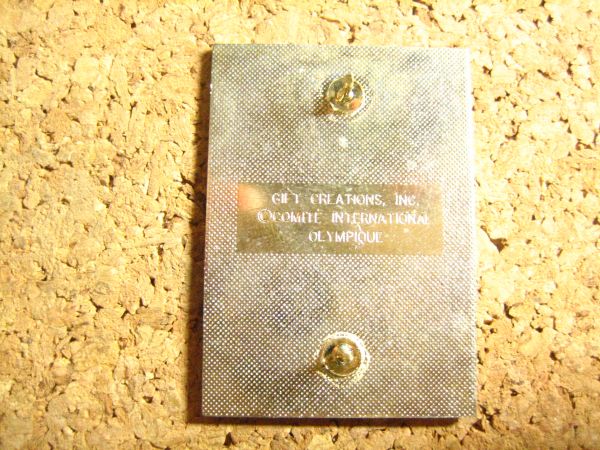 GIFT CREATIONS, INC.
©COMITÉ INTERNATIONAL
OLYMPIQUE